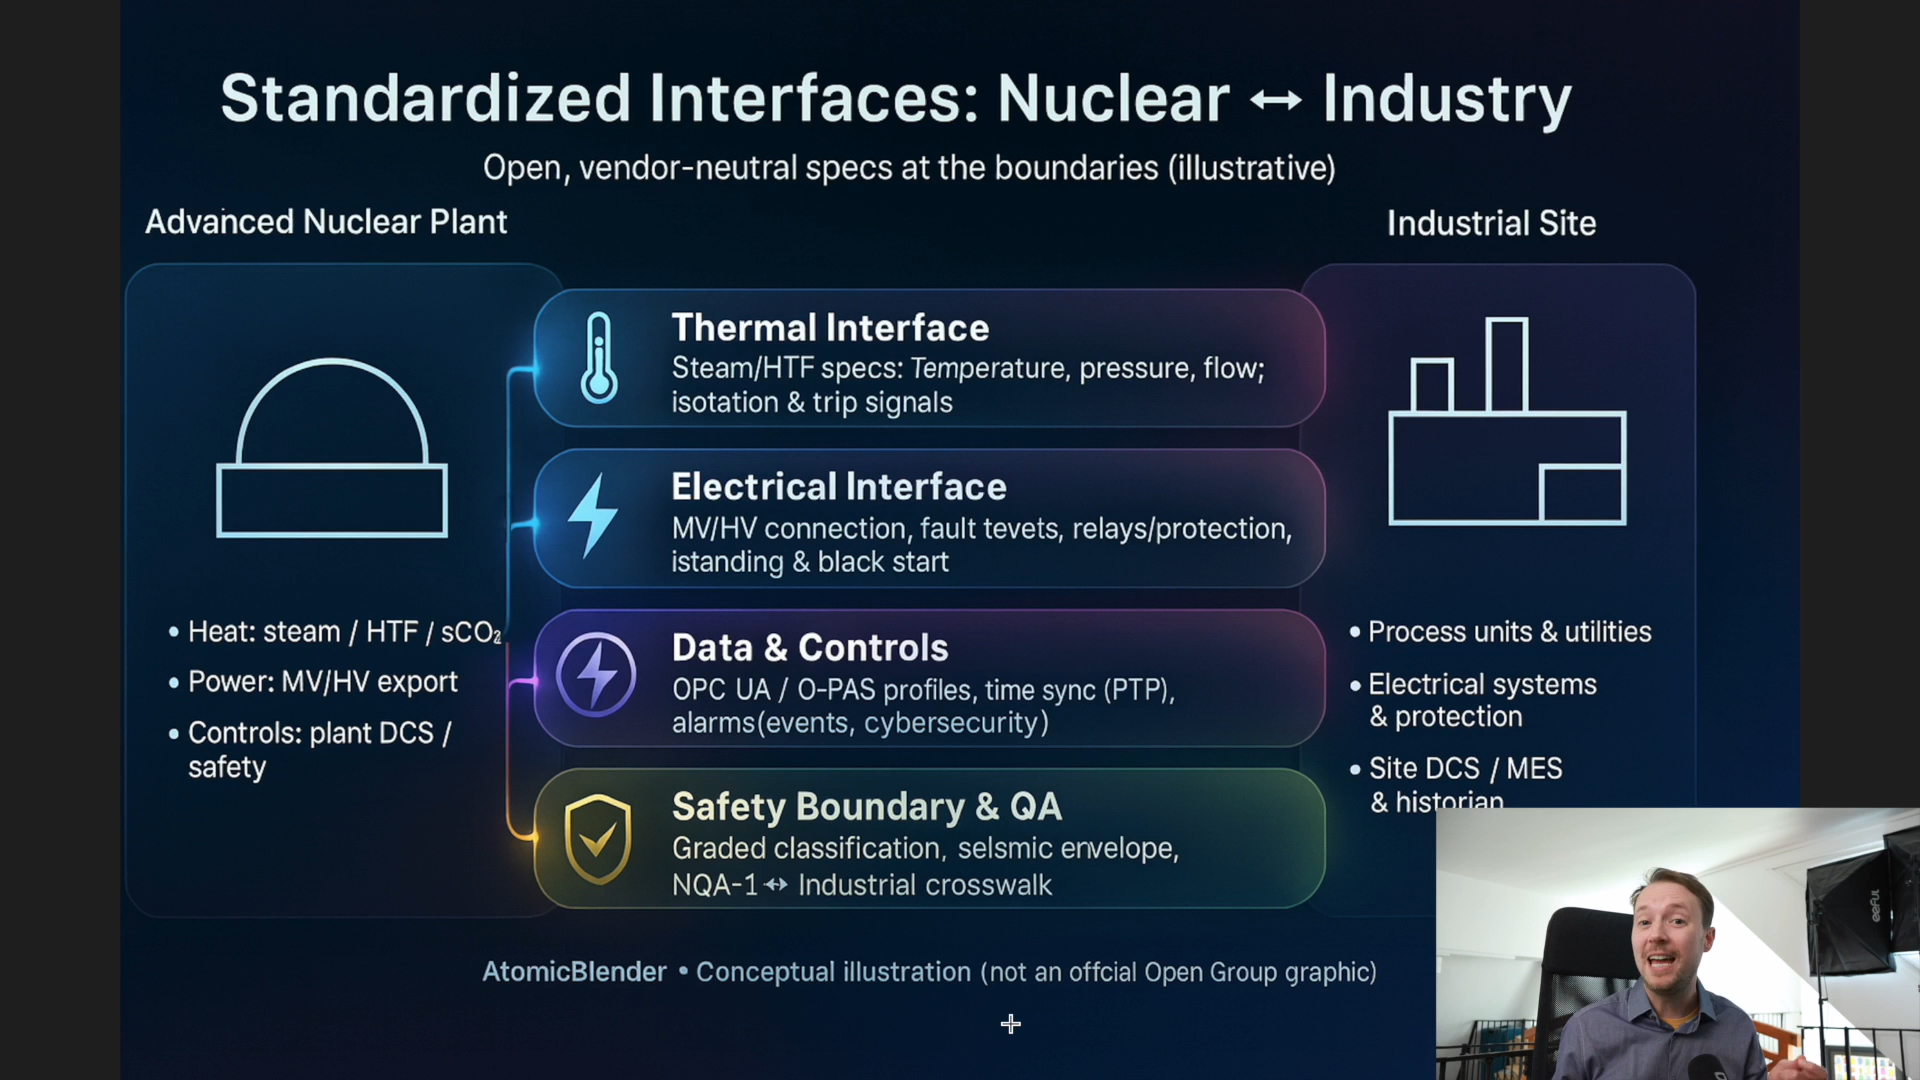 Standardized Interfaces: Nuclear ↔ Industry
Open, vendor-neutral specs at the boundaries (illustrative)
Advanced Nuclear Plant
• Heat: steam / HTF / sCO₂
• Power: MV/HV export
• Controls: plant DCS /
safety
Thermal Interface
Steam/HTF specs: Temperature, pressure, flow;
isotation & trip signals
Electrical Interface
MV/HV connection, fault tevets, relays/protection,
istanding & black start
Data & Controls
OPC UA / O-PAS profiles, time sync (PTP),
alarms(events, cybersecurity)
Safety Boundary & QA
Graded classification, selsmic envelope,
NQA-1 ↔ Industrial crosswalk
Industrial Site
• Process units & utilities
• Electrical systems
& protection
• Site DCS / MES
& historian
AtomicBlender • Conceptual illustration (not an offcial Open Group graphic)